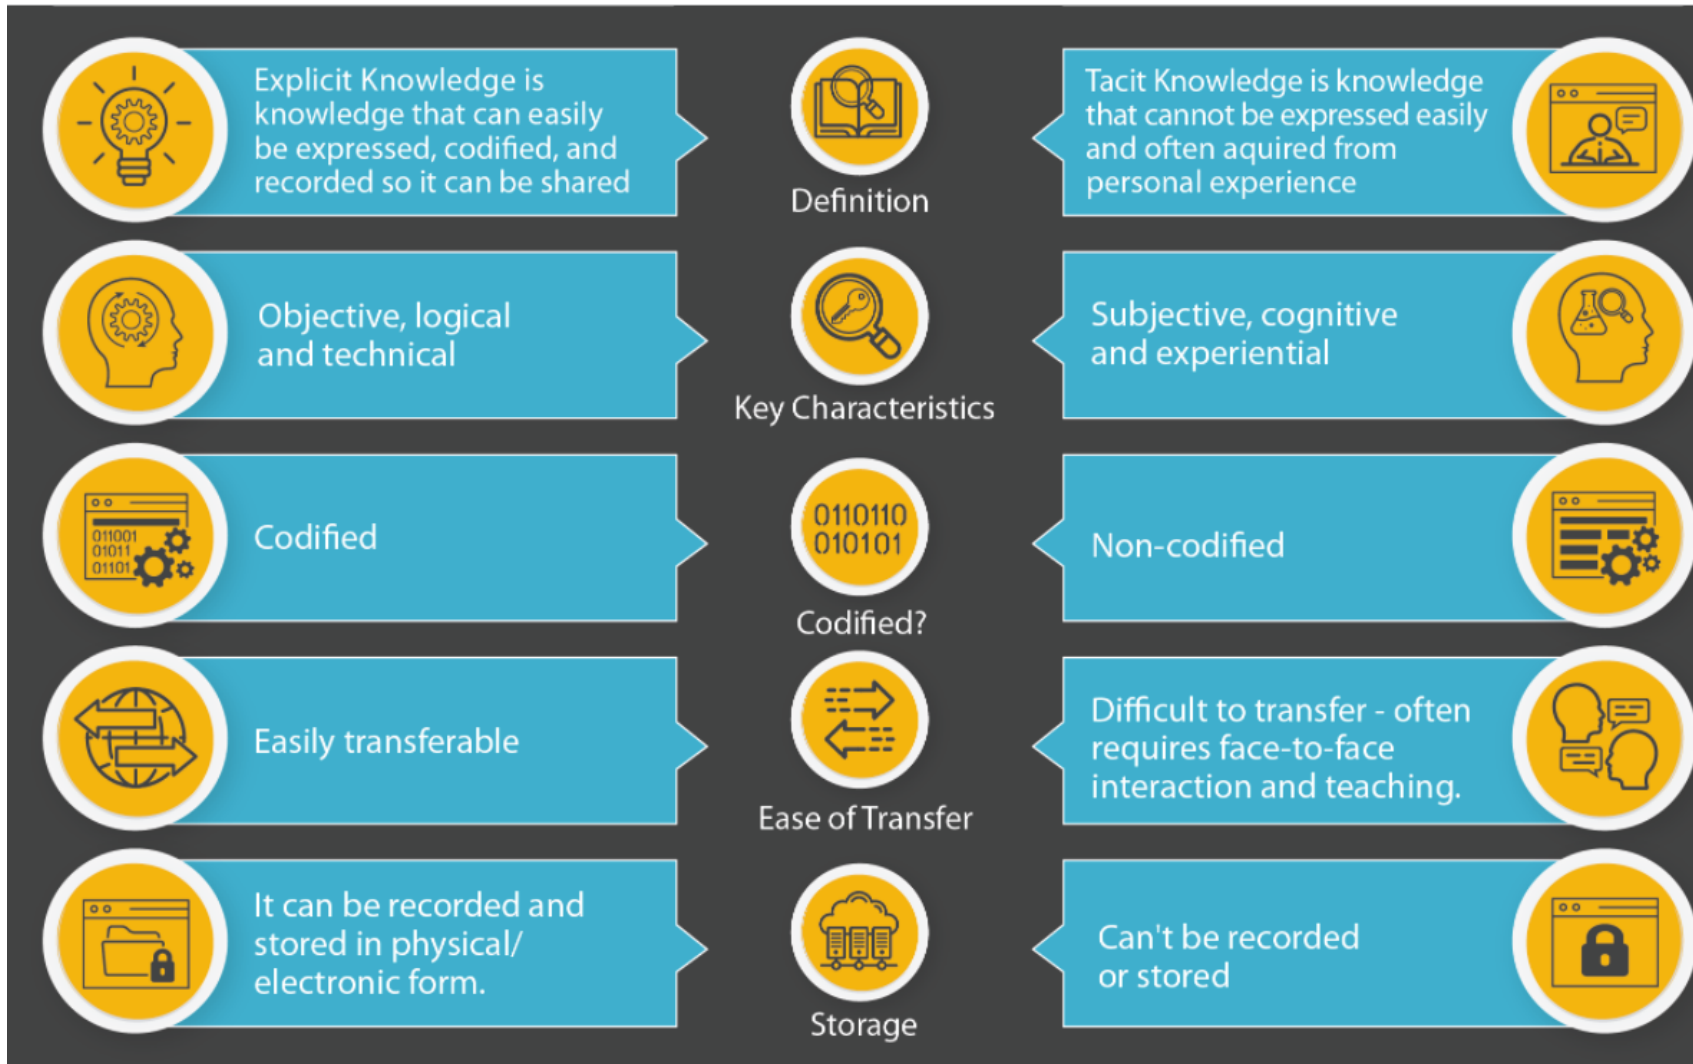 Explicit Knowledge is
knowledge that can easily
be expressed, codified, and
recorded so it can be shared
Definition
Tacit Knowledge is knowledge
that cannot be expressed easily
and often aquired from
personal experience
Objective, logical
and technical
Key Characteristics
Subjective, cognitive
and experiential
011001
01011
01101
Codified
0110110
010101
Codified?
Non-codified
Easily transferable
Ease of Transfer
Difficult to transfer - often
requires face-to-face
interaction and teaching.
It can be recorded and
stored in physical/
electronic form.
Storage
Can't be recorded
or stored